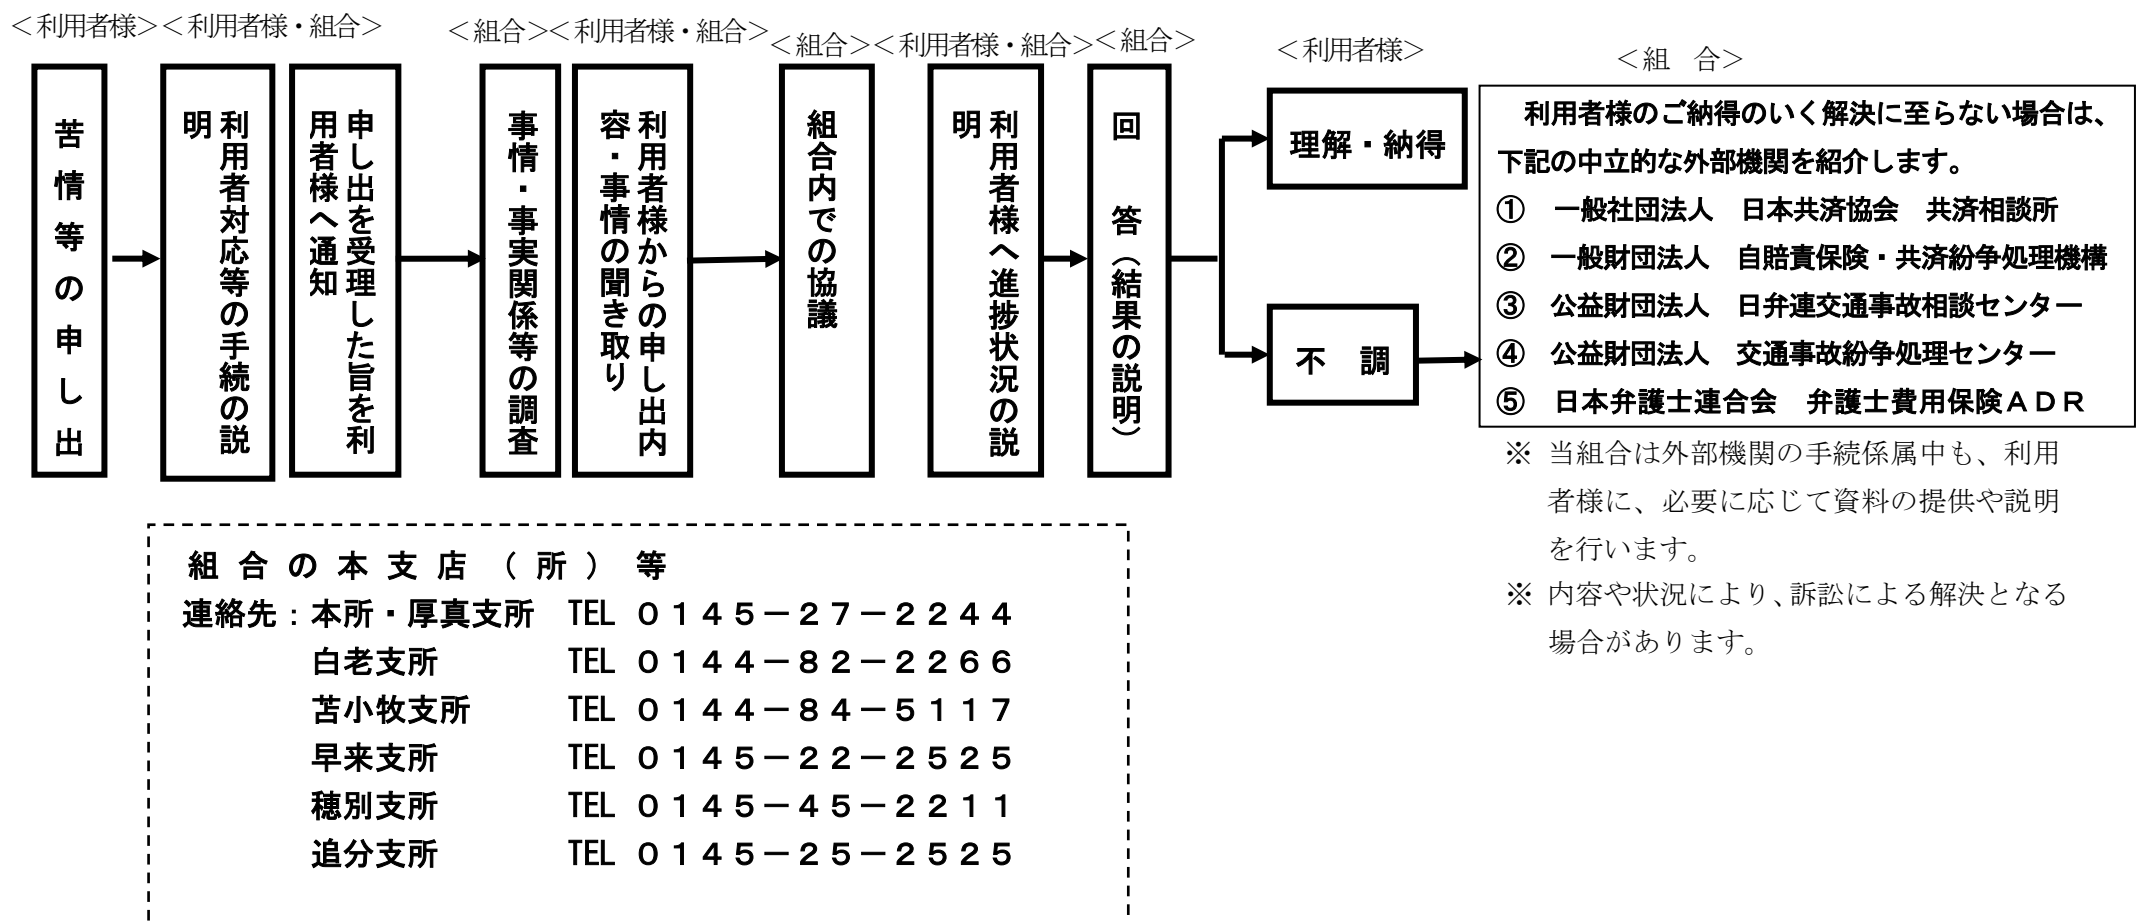 ＜利用者様＞＜利用者様・組合＞
＜組合＞＜利用者様・組合＞
＜組合＞＜利用者様・組合＞
＜組合＞
＜利用者様＞
＜組　合＞
苦情等の申し出
利用者対応等の手続の説
明
申し出を受理した旨を利
用者様へ通知
事情・事実関係等の調査
利用者様からの申し出内
容・事情の聞き取り
組合内での協議
利用者様へ進捗状況の説
明
回　答（結果の説明）
理解・納得
不　調
利用者様のご納得のいく解決に至らない場合は、
下記の中立的な外部機関を紹介します。
①　一般社団法人　日本共済協会　共済相談所
②　一般財団法人　自賠責保険・共済紛争処理機構
③　公益財団法人　日弁連交通事故相談センター
④　公益財団法人　交通事故紛争処理センター
⑤　日本弁護士連合会　弁護士費用保険ＡＤＲ
※ 当組合は外部機関の手続係属中も、利用
者様に、必要に応じて資料の提供や説明
を行います。
※ 内容や状況により、訴訟による解決となる
場合があります。
組合の本支店（所）等
連絡先：本所・厚真支所　TEL ０１４５－２７－２２４４
白老支所　TEL ０１４４－８２－２２６６
苫小牧支所　TEL ０１４４－８４－５１１７
早来支所　TEL ０１４５－２２－２５２５
穂別支所　TEL ０１４５－４５－２２１１
追分支所　TEL ０１４５－２５－２５２５